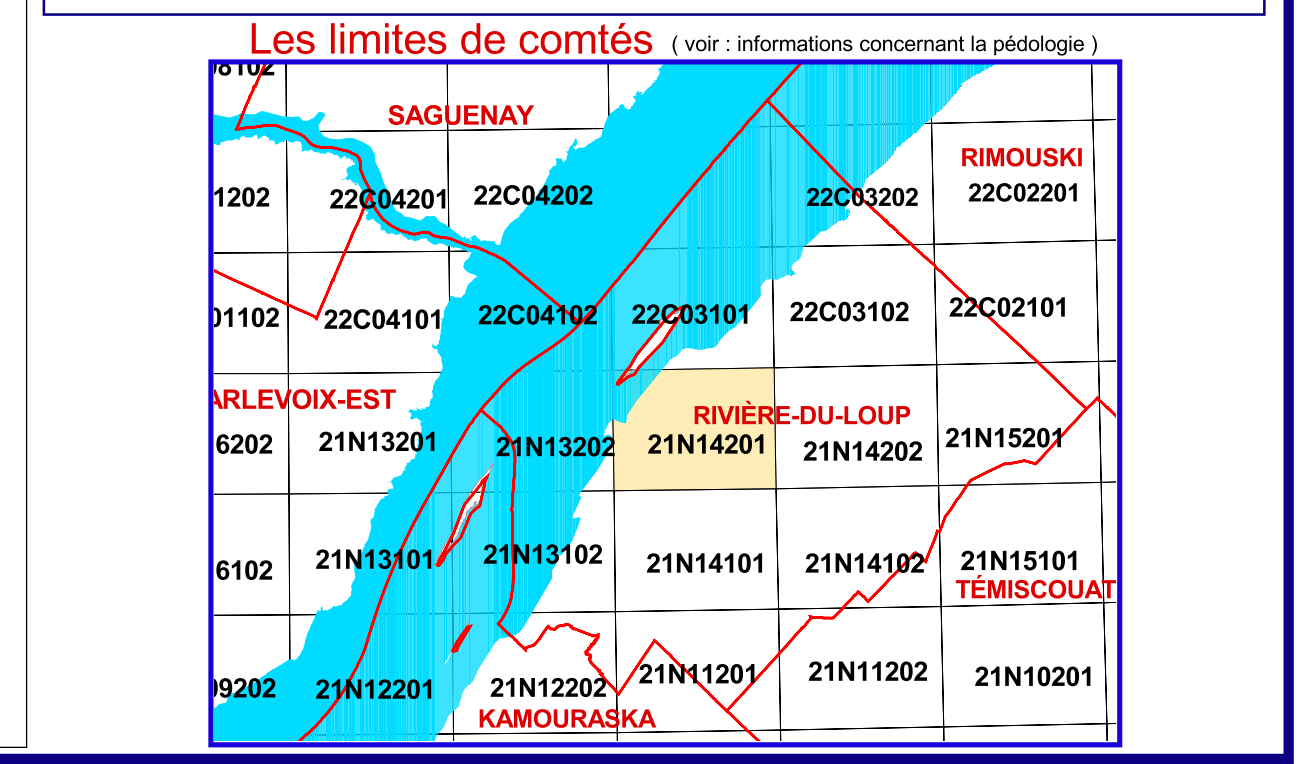 Les limites de comtés ( voir : informations concernant la pédologie )
08102
SAGUENAY
RIMOUSKI
1202 22C04201 22C04202 22C03202 22C02201
01102 22C04101 22C04102 22C03101 22C03102 22C02101
ARLEVOIX-EST RIVIÈRE-DU-LOUP
6202 21N13201 21N13202 21N14201 21N14202 21N15201
6102 21N13101 21N13102 21N14101 21N14102 21N15101
TÉMISCOUAT
09202 21N12201 21N12202 21N11201 21N11202 21N10201
KAMOURASKA